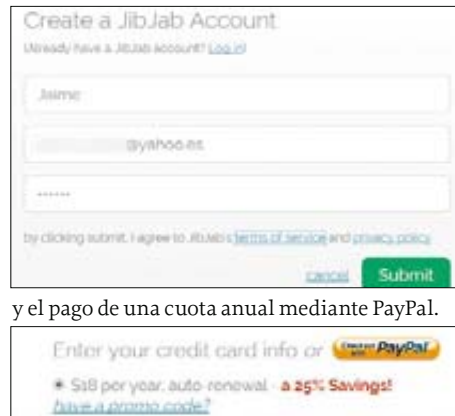 Create a JibJab Account
Already have a JibJab account? Log in!
Jaime
@yahoo.es
······
by clicking submit, I agree to JibJab's terms of service and privacy policy
cancel Submit
y el pago de una cuota anual mediante PayPal.
Enter your credit card info or PayPal
$18 per year, auto-renewal - a 25% Savings!
have a promo code?